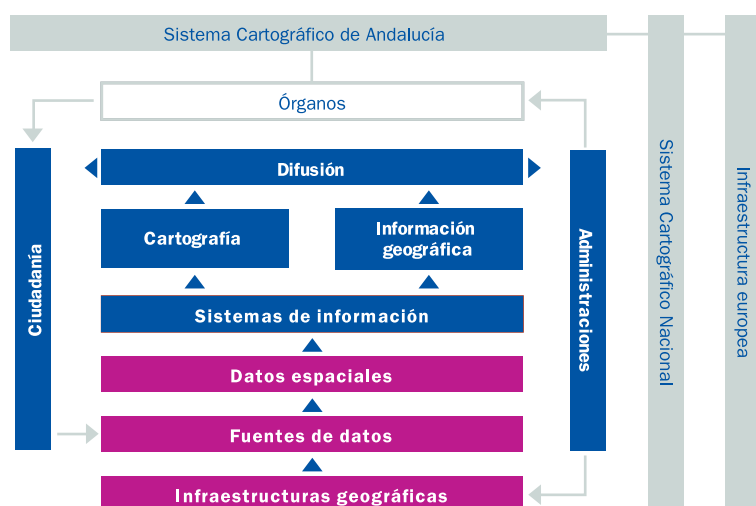 Sistema Cartográfico de Andalucía
Órganos
Difusión
Cartografía
Información
geográfica
Sistemas de información
Datos espaciales
Fuentes de datos
Infraestructuras geográficas
Ciudadanía
Administraciones
Sistema Cartográfico Nacional
Infraestructura europea